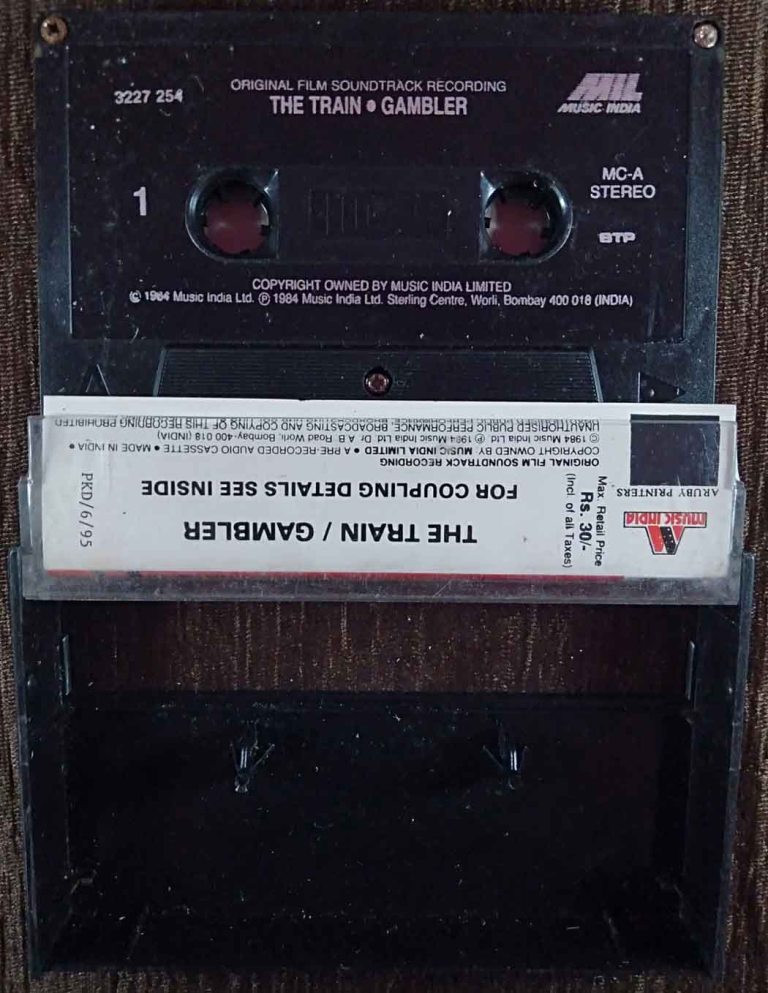 3227 254
ORIGINAL FILM SOUNDTRACK RECORDING
THE TRAIN • GAMBLER
MIL
MUSIC INDIA
1
MC-A
STEREO
STP
COPYRIGHT OWNED BY MUSIC INDIA LIMITED
© 1984 Music India Ltd. ℗ 1984 Music India Ltd. Sterling Centre, Worli, Bombay 400 018 (INDIA)
THE TRAIN / GAMBLER
FOR COUPLING DETAILS SEE INSIDE
ORIGINAL FILM SOUNDTRACK RECORDING
COPYRIGHT OWNED BY MUSIC INDIA LIMITED • A PRE-RECORDED AUDIO CASSETTE • MADE IN INDIA •
© 1984 Music India Ltd ℗ 1984 Music India Ltd. Dr. A.B. Road, Worli, Bombay-400 018 (INDIA)
UNAUTHORISED PUBLIC PERFORMANCE, BROADCASTING AND COPYING OF THIS RECORDING PROHIBITED
PKD/6/95
Max. Retail Price
Rs. 30/-
(Incl. of all Taxes)
MUSIC INDIA
ARUBY PRINTERS